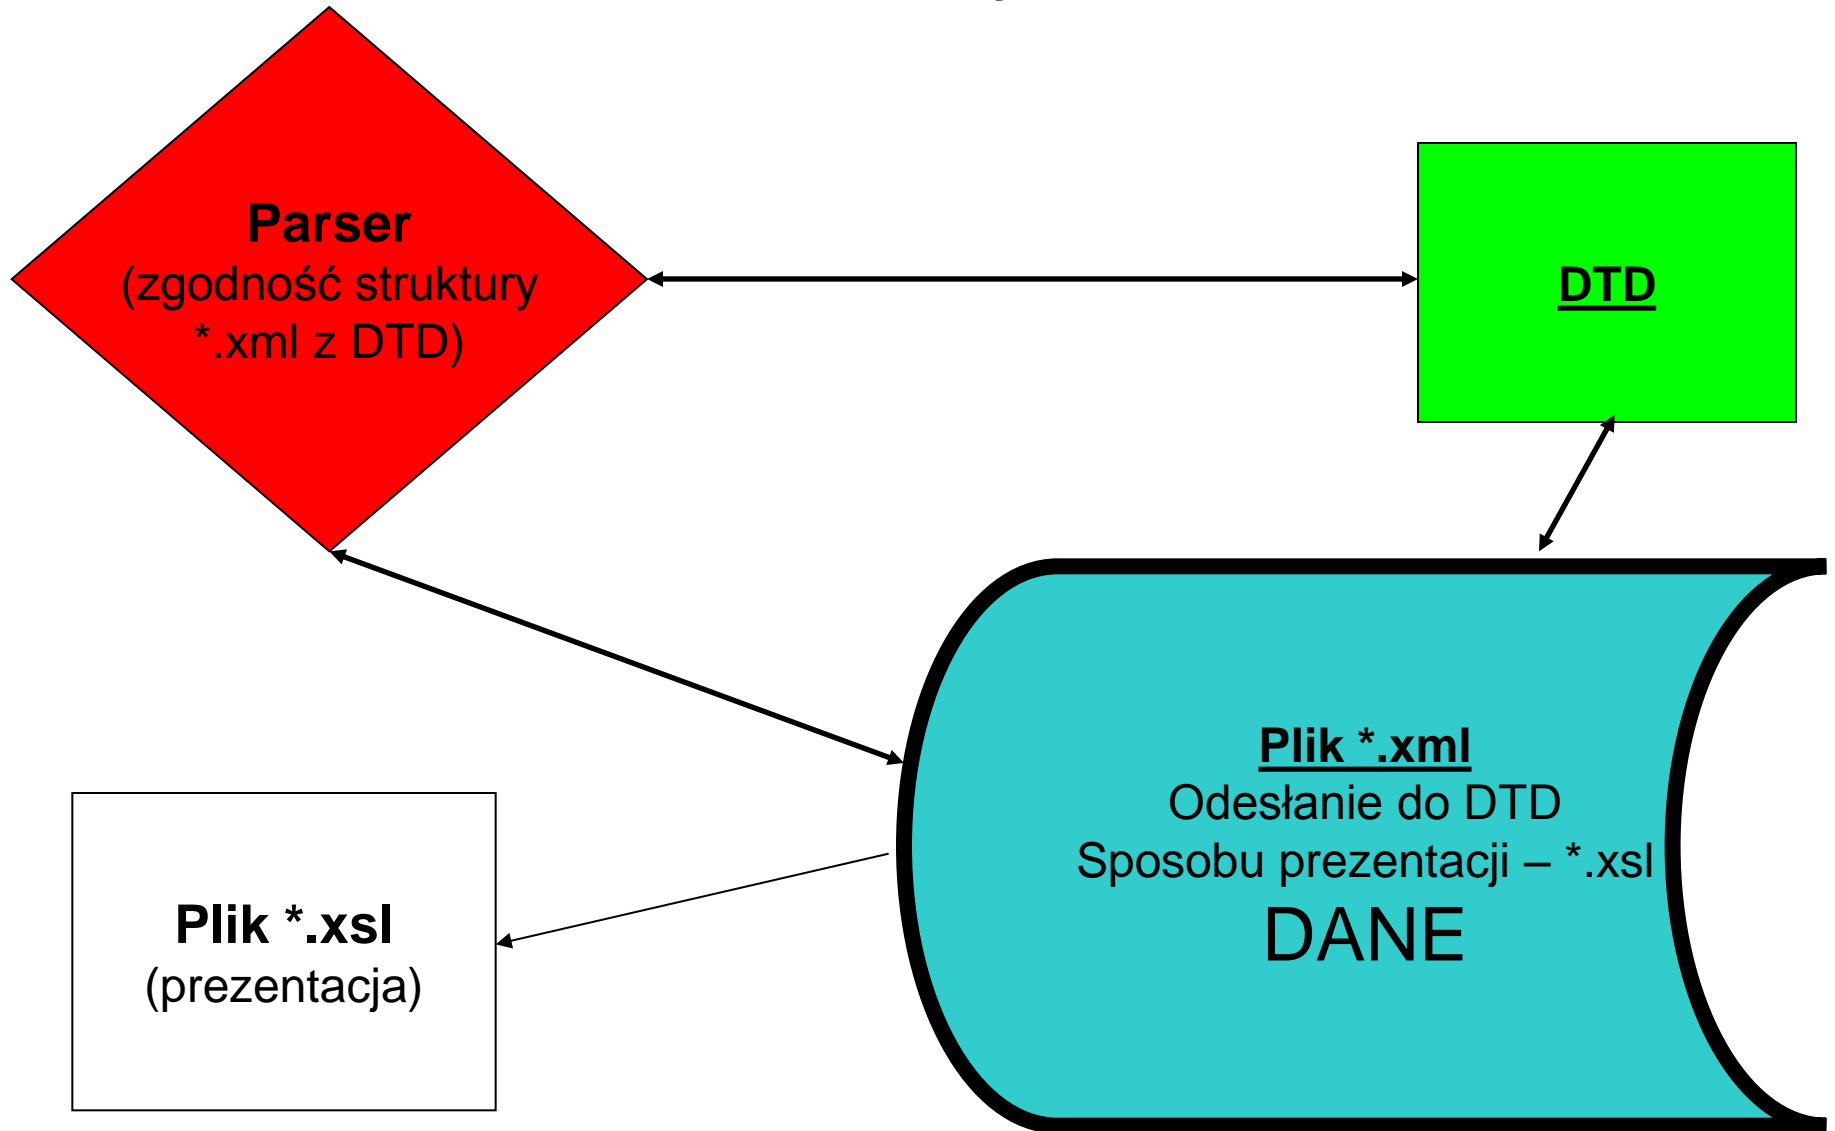 Parser
(zgodność struktury
*.xml z DTD)
DTD
Plik *.xml
Odesłanie do DTD
Sposobu prezentacji – *.xsl
DANE
Plik *.xsl
(prezentacja)